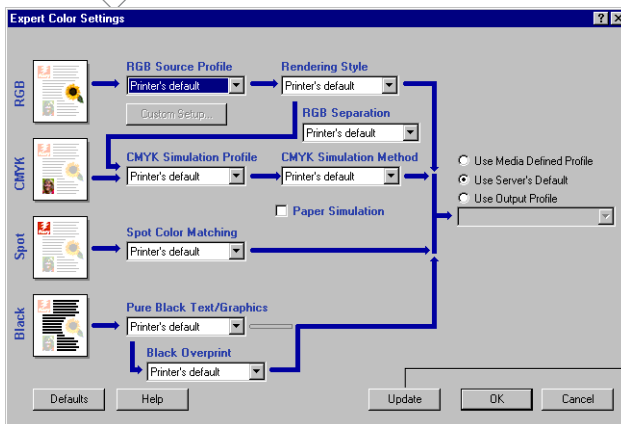 Expert Color Settings
RGB Source Profile
Rendering Style
RGB
Printer's default
Printer's default
Custom Setup...
RGB Separation
Printer's default
CMYK Simulation Profile
CMYK Simulation Method
CMYK
Printer's default
Printer's default
Use Media Defined Profile
Use Server's Default
Use Output Profile
Paper Simulation
Spot Color Matching
Spot
Printer's default
Pure Black Text/Graphics
Black
Printer's default
Black Overprint
Printer's default
Defaults
Help
Update
OK
Cancel